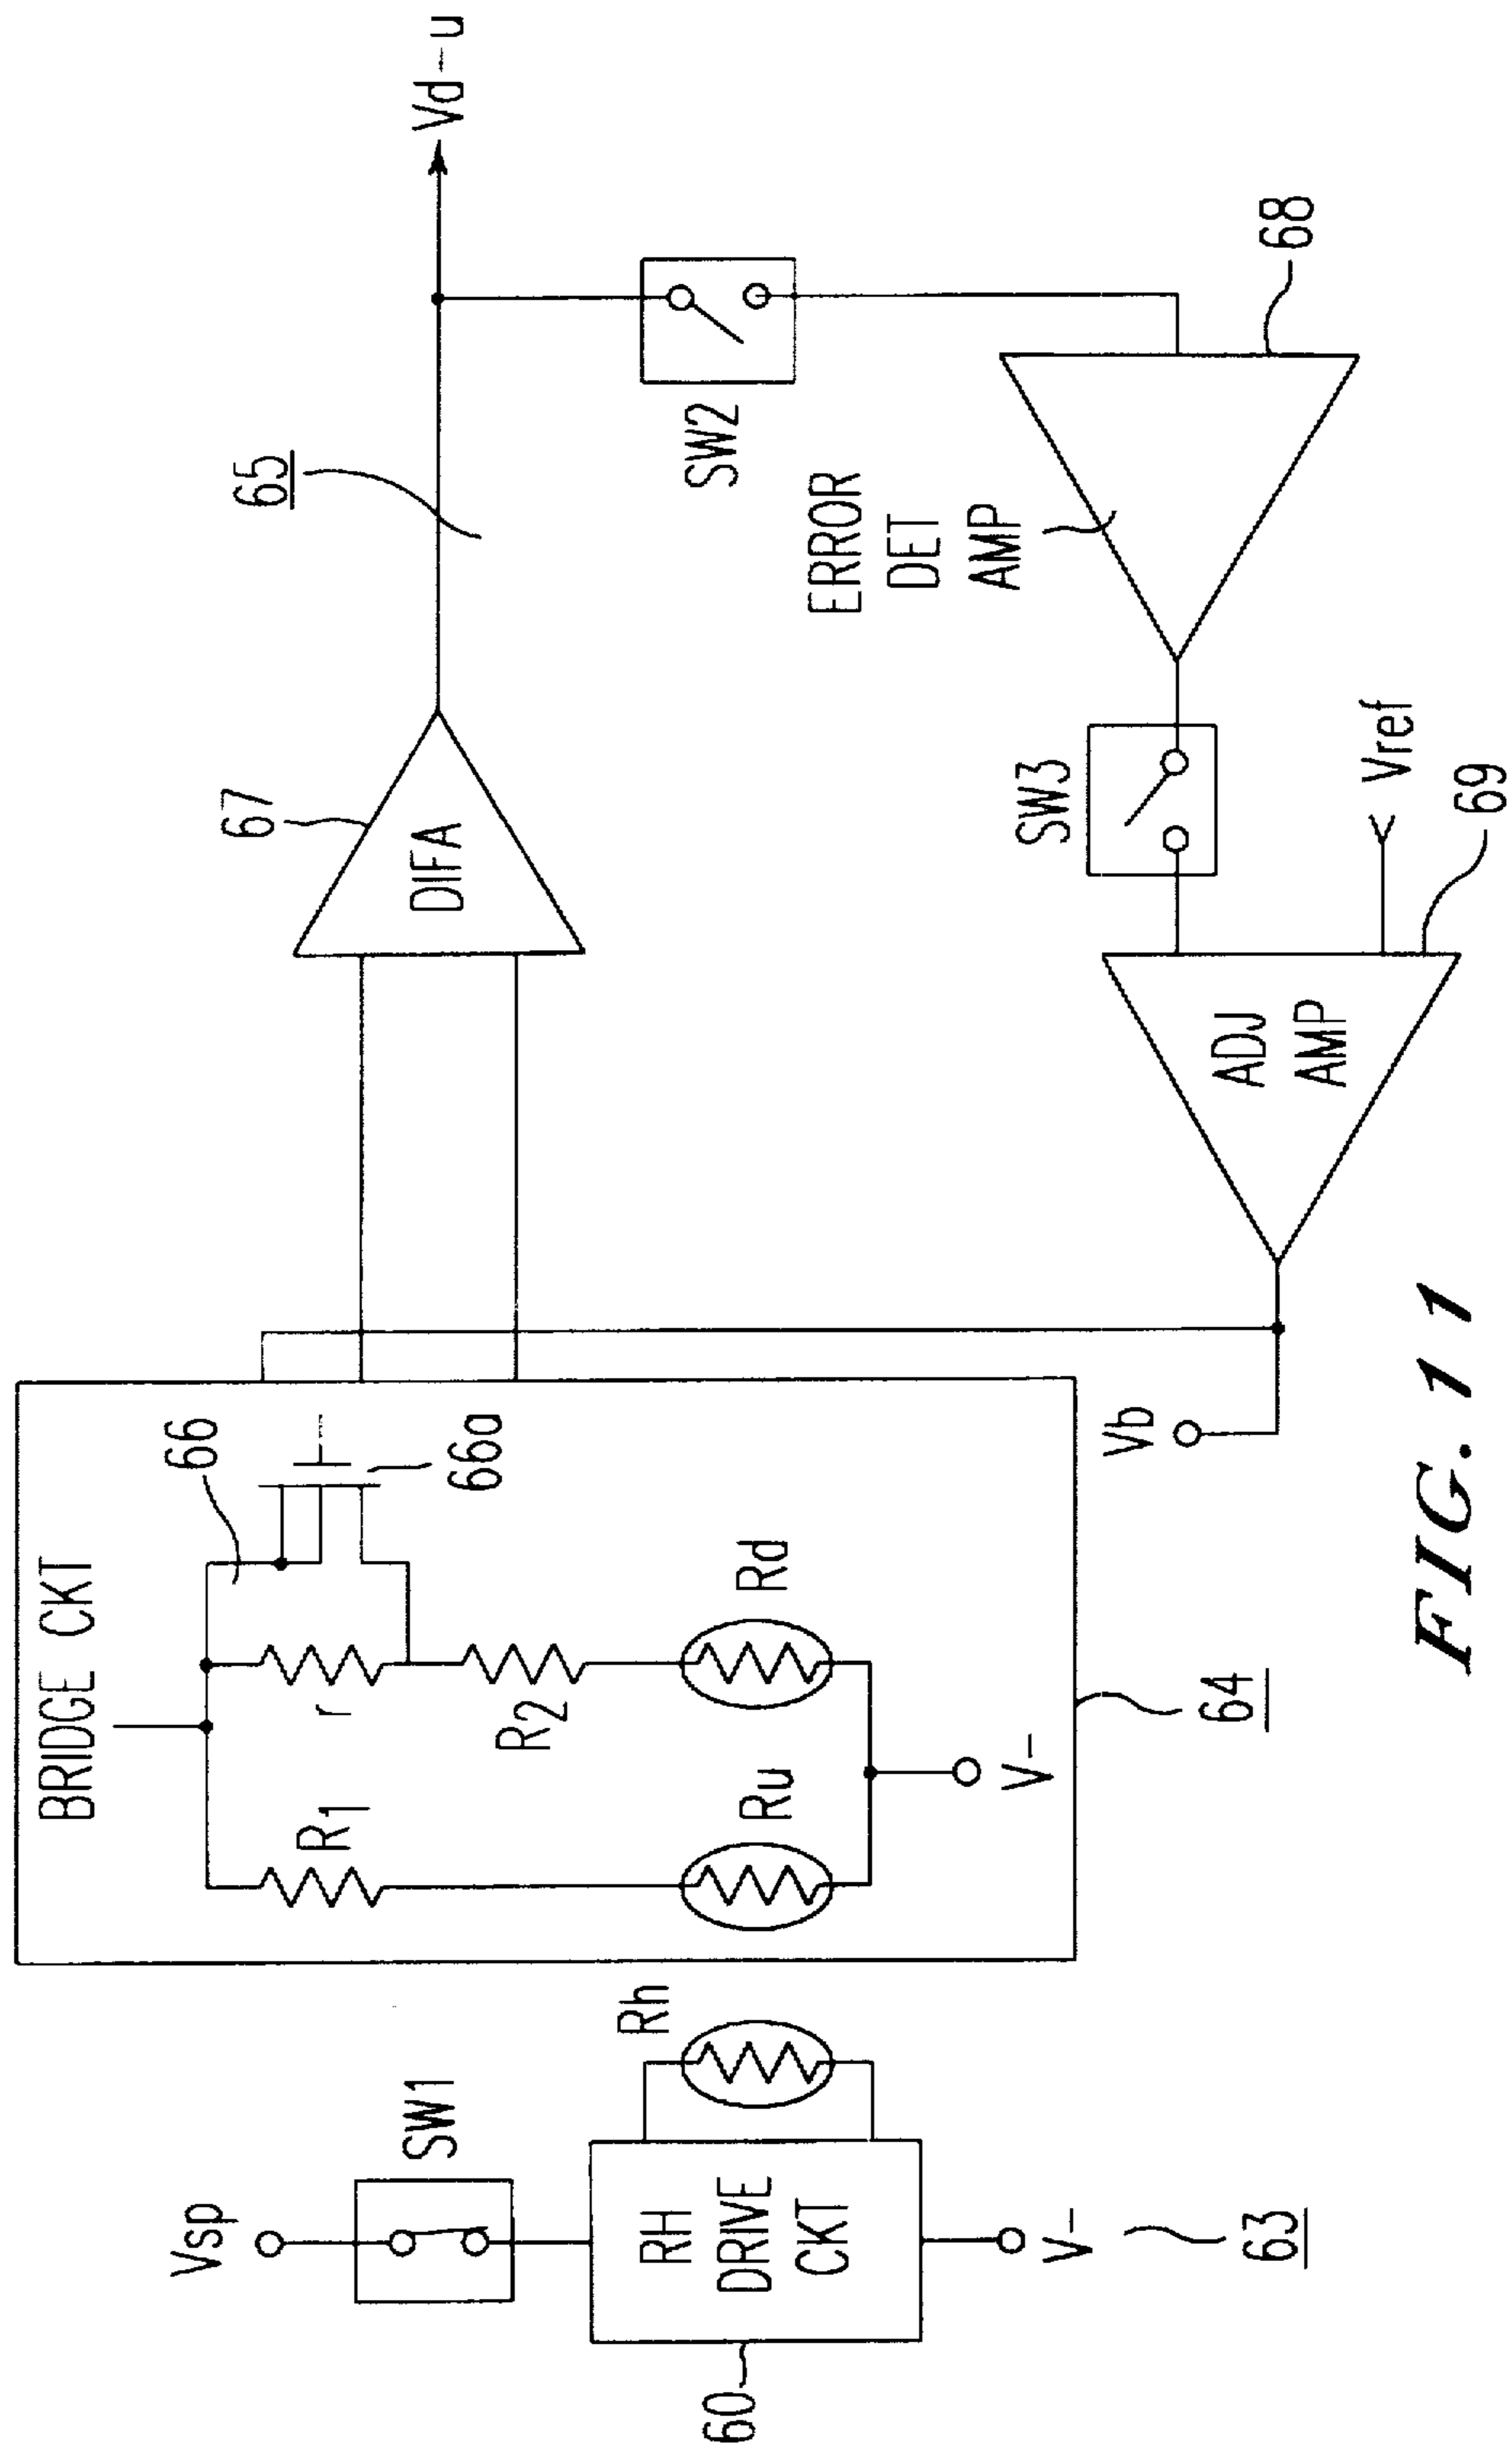 Vsp
SW1
60
RH
DRIVE
CKT
V-
63
Rh
BRIDGE CKT
R1
r
R2
Ru
Rd
V-
66
66a
64
Vb
67
DIFA
65
Vd-u
SW2
ERROR
DET
AMP
68
SW3
Vref
69
ADJ
AMP
FIG. 11